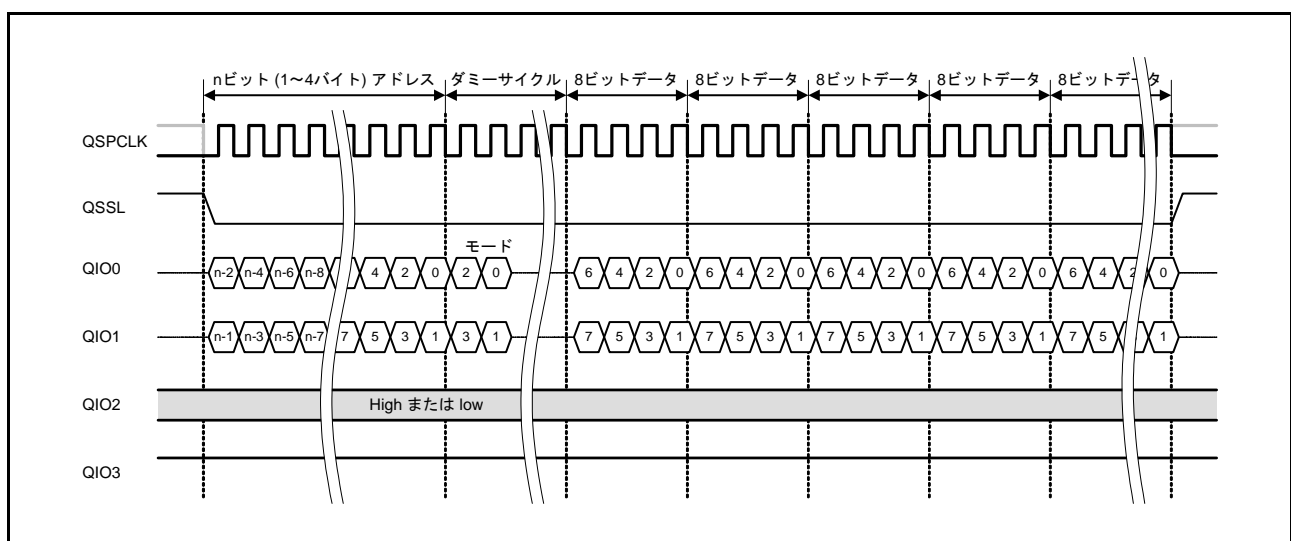 nビット (1～4バイト) アドレス ダミーサイクル 8ビットデータ 8ビットデータ 8ビットデータ 8ビットデータ 8ビットデータ
QSPCLK
QSSL
モード
QIO0 n-2 n-4 n-6 n-8 4 2 0 2 0 6 4 2 0 6 4 2 0 6 4 2 0 6 4 2 0 6 4 2 0
QIO1 n-1 n-3 n-5 n-7 7 5 3 1 3 1 7 5 3 1 7 5 3 1 7 5 3 1 7 5 3 1 7 5 1
QIO2 High または low
QIO3